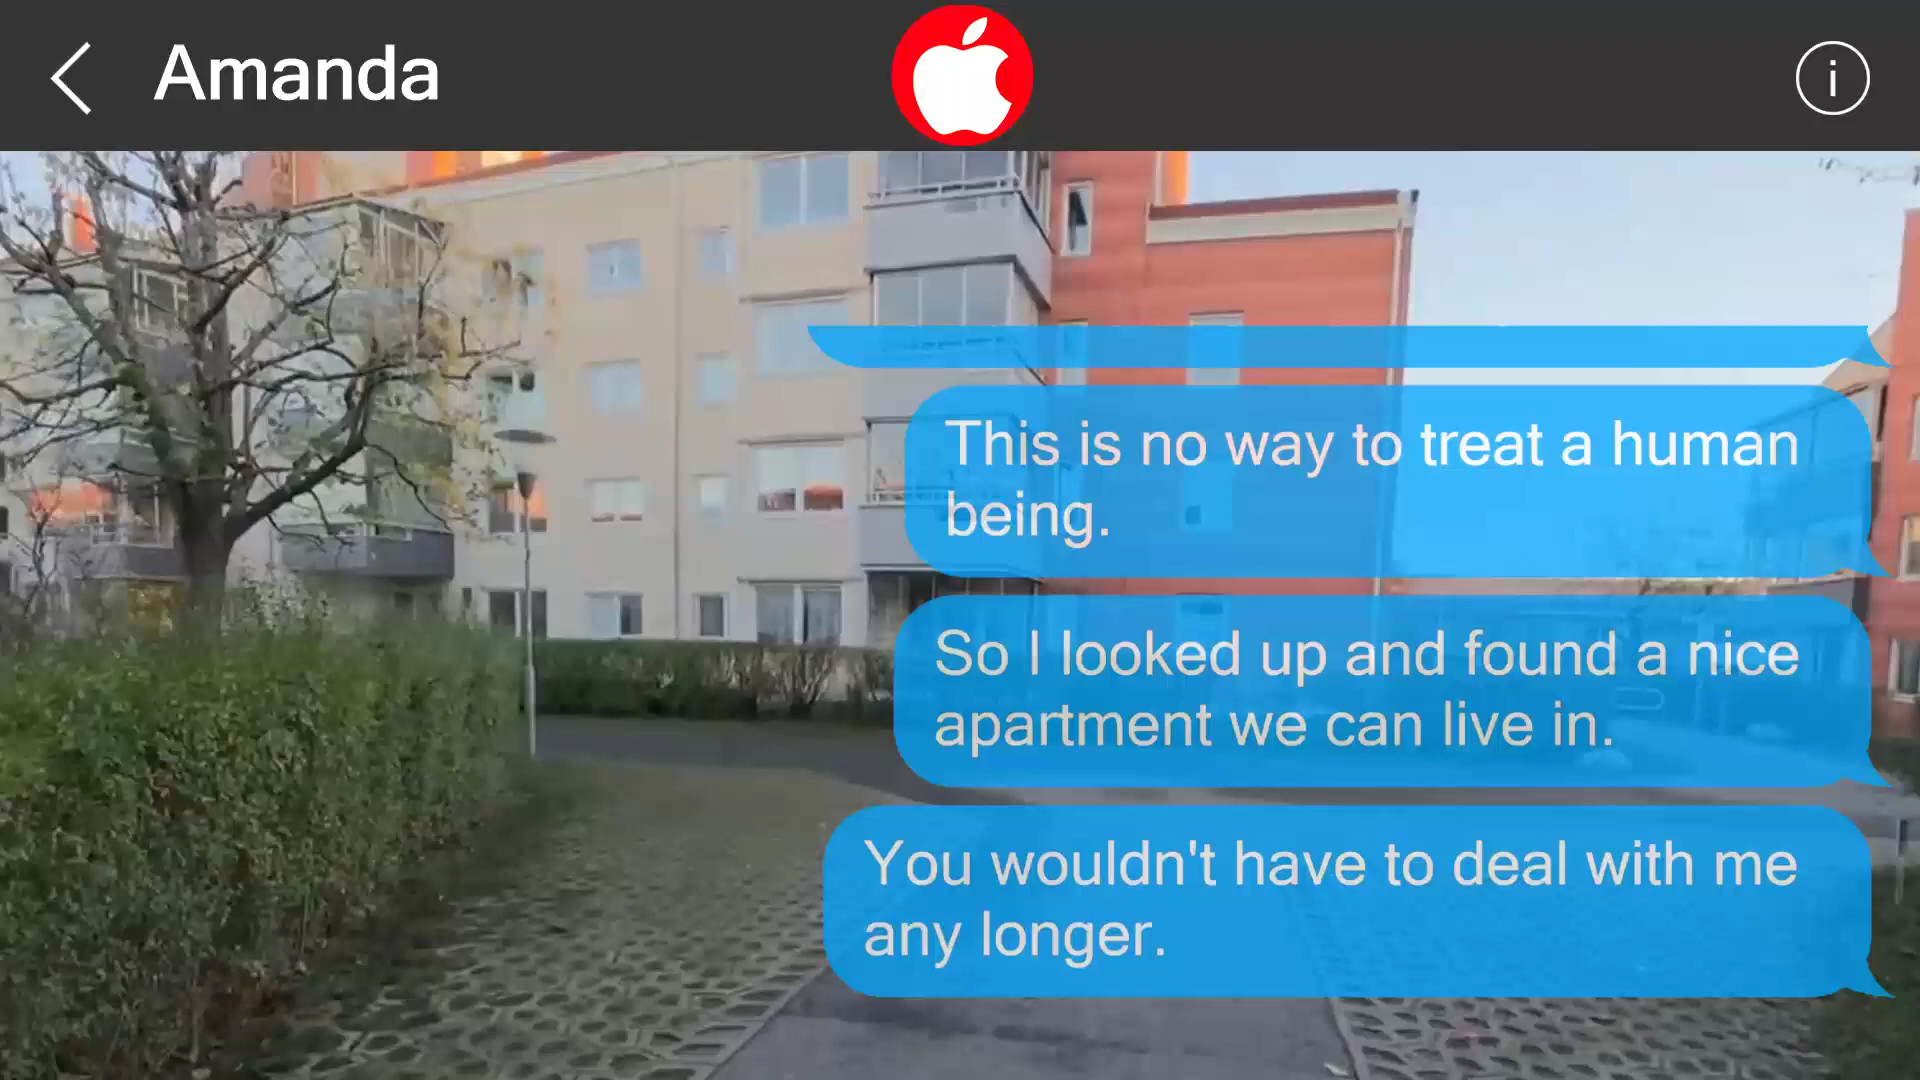 Amanda
This is no way to treat a human
being.
So I looked up and found a nice
apartment we can live in.
You wouldn't have to deal with me
any longer.